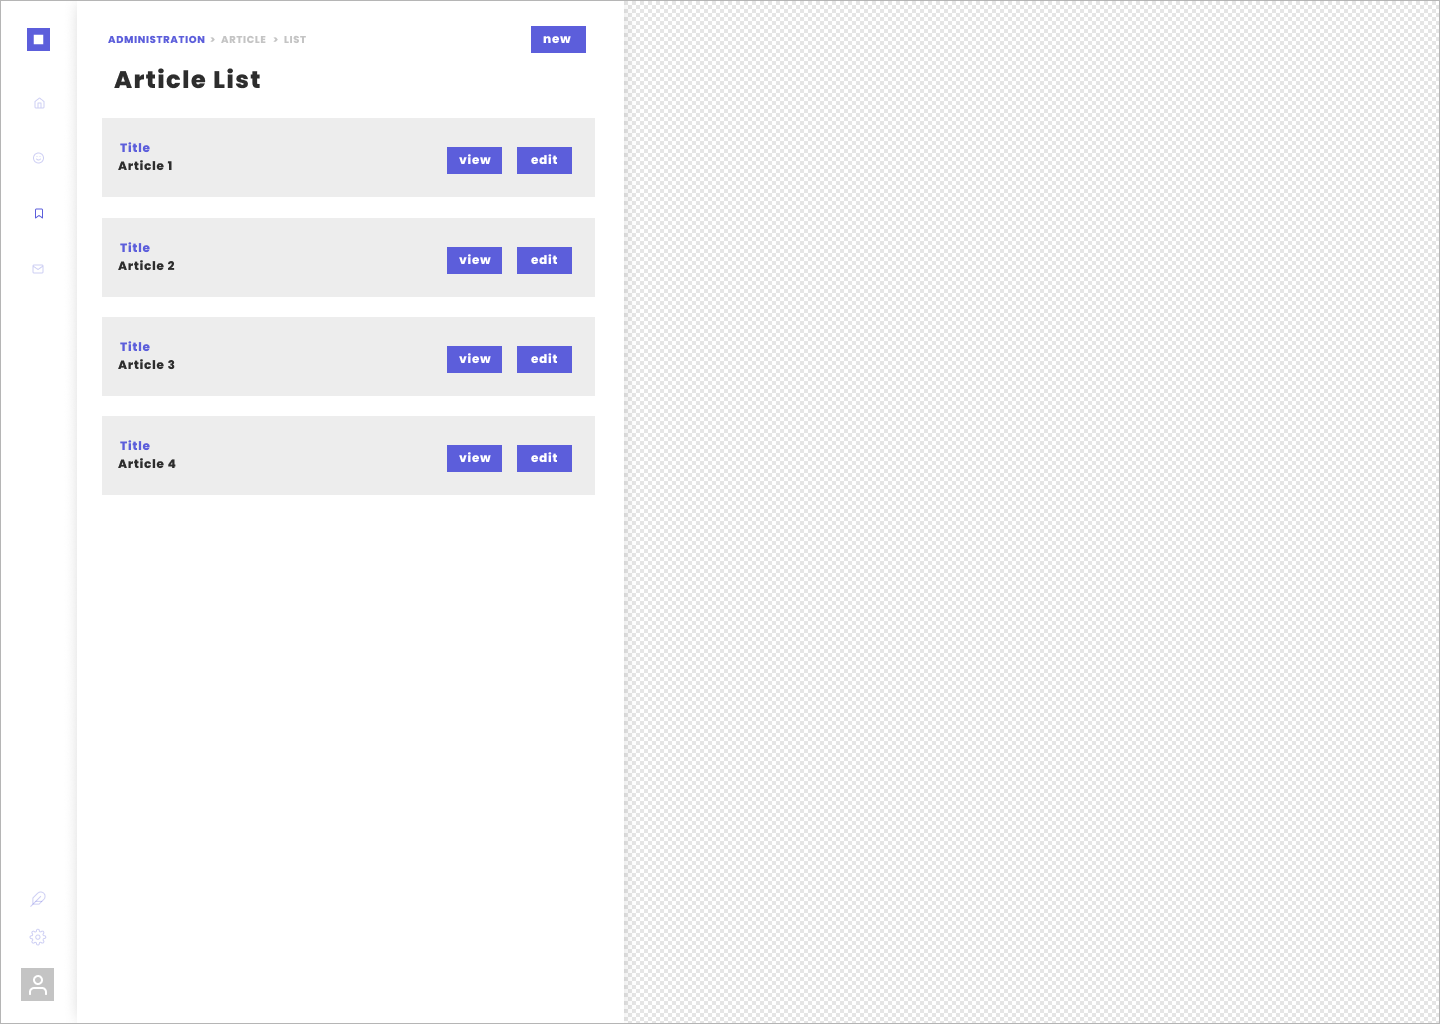 ADMINISTRATION > ARTICLE > LIST
new
Article List
Title
Article 1
view edit
Title
Article 2
view edit
Title
Article 3
view edit
Title
Article 4
view edit